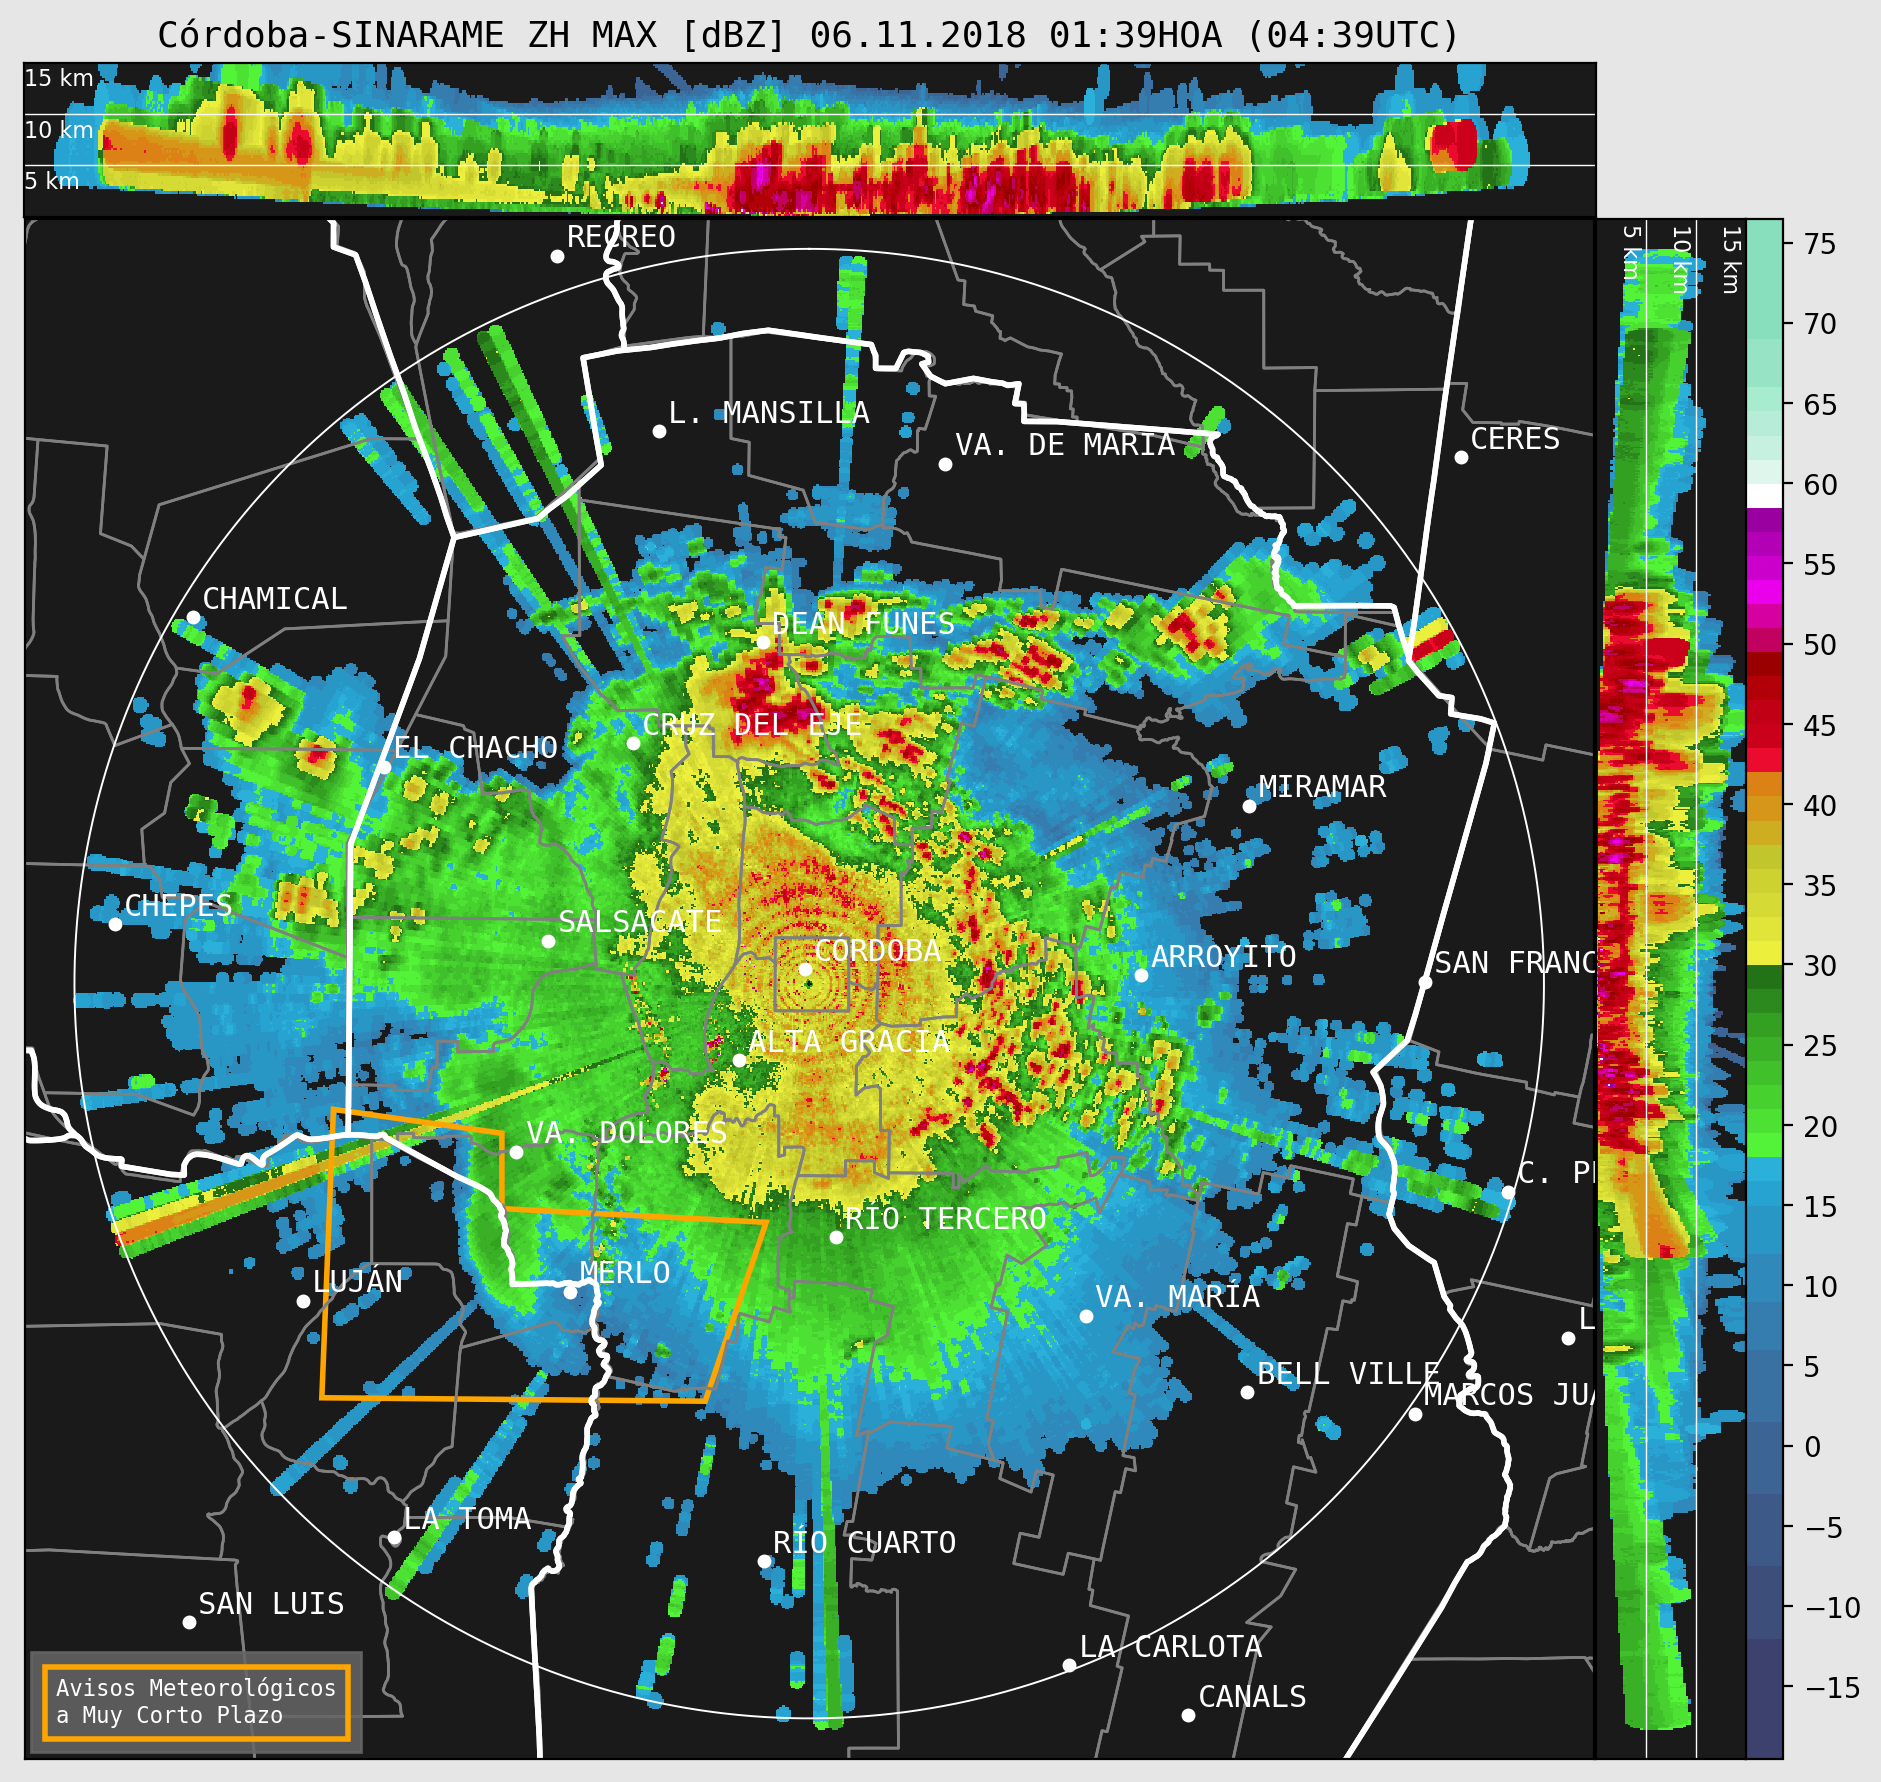 Córdoba-SINARAME ZH MAX [dBZ] 06.11.2018 01:39HOA (04:39UTC)
15 km
10 km
5 km
5 km
10 km
15 km
75
70
65
60
55
50
45
40
35
30
25
20
15
10
5
0
−5
−10
−15
RECREO
L. MANSILLA
VA. DE MARIA
CERES
CHAMICAL
DEAN FUNES
CRUZ DEL EJE
EL CHACHO
MIRAMAR
CHEPES
SALSACATE
CÓRDOBA
ARROYITO
SAN FRANC
ALTA GRACIA
VA. DOLORES
C. PE
RÍO TERCERO
MERLO
LUJÁN
VA. MARÍA
L
BELL VILLE
MARCOS JUA
LA TOMA
RÍO CUARTO
SAN LUIS
LA CARLOTA
CANALS
Avisos Meteorológicos
a Muy Corto Plazo